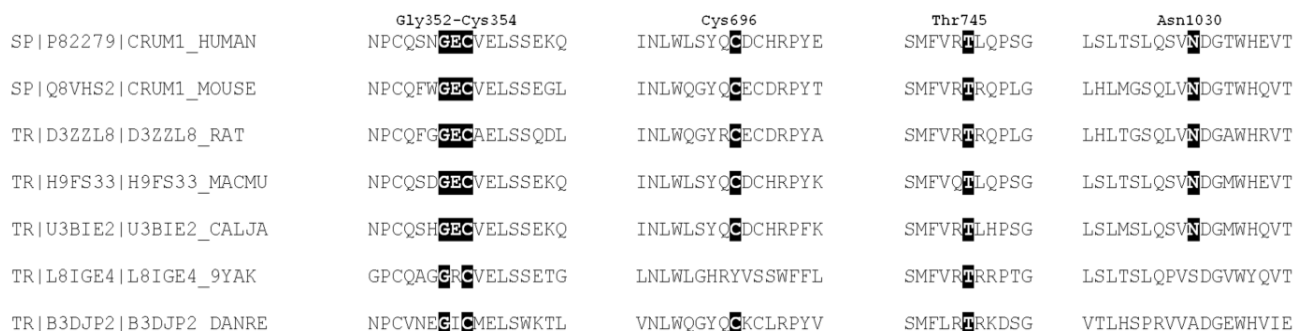 Gly352-Cys354 Cys696 Thr745 Asn1030
SP|P82279|CRUM1_HUMAN NPCQSNGECVELSSEKQ INLWLSYQCDCHRPYE SMFVRTLQPSG LSLTSLQSVNDGTWHEVT
SP|Q8VHS2|CRUM1_MOUSE NPCQFWGECVELSSEGL INLWQGYQCECDRPYT SMFVRTRQPLG LHLMGSQLVNDGTWHQVT
TR|D3ZZL8|D3ZZL8_RAT NPCQFGGECAELSSQDL INLWQGYRCECDRPYA SMFVRTRQPLG LHLTGSQLVNDGAWHRVT
TR|H9FS33|H9FS33_MACMU NPCQSDGECVELSSEKQ INLWLSYQCDCHRPYK SMFVQTLQPSG LSLTSLQSVNDGMWHEVT
TR|U3BIE2|U3BIE2_CALJA NPCQSHGECVELSSEKQ INLWLSYQCDCHRPFK SMFVRTLHPSG LSLMSLQSVNDGMWHQVT
TR|L8IGE4|L8IGE4_9YAK GPCQAGGRCVELSSETG LNLWLGHRYVSSWFFL SMFVRTRRPTG LSLTSLQPVSDGVWYQVT
TR|B3DJP2|B3DJP2_DANRE NPCVNEGICMELSWKTL VNLWQGYQCKCLRPYV SMFLRTRKDSG VTLHSPRVVADGEWHVIE